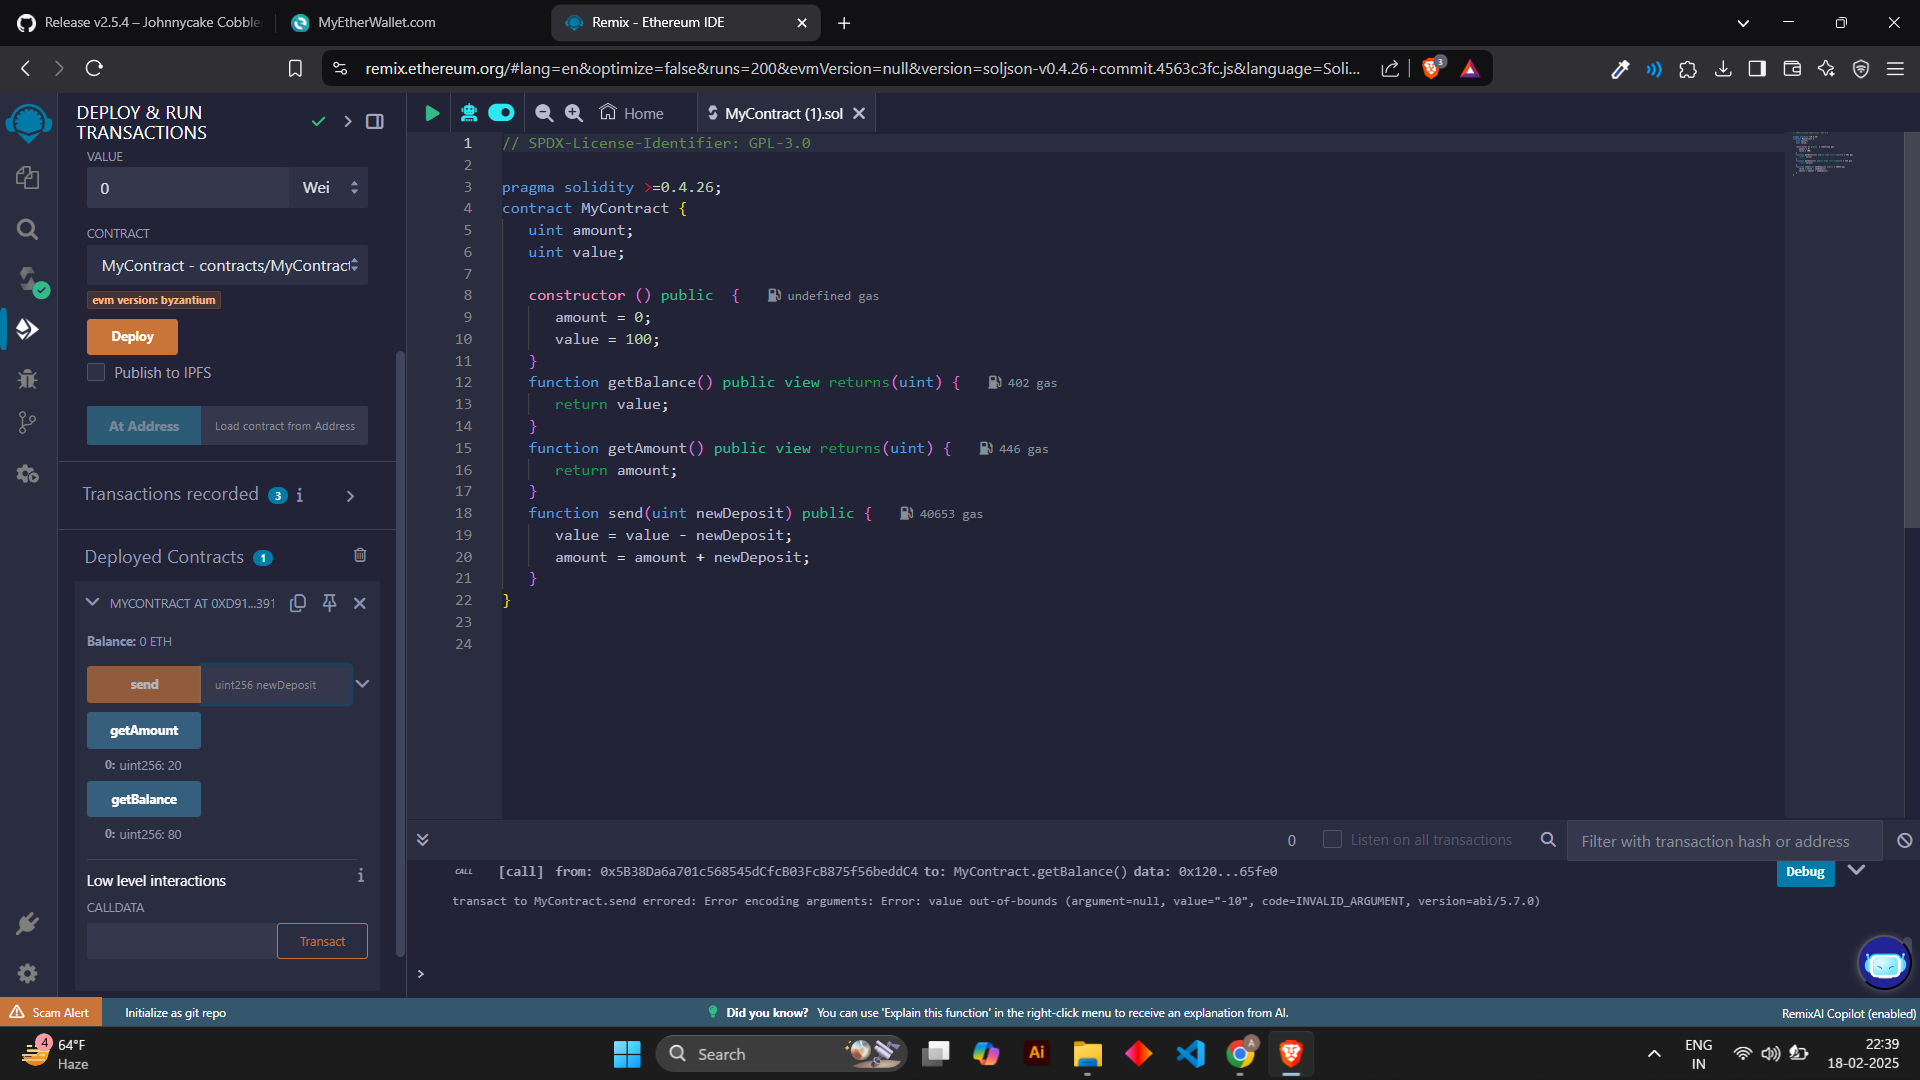 Release v2.5.4 – Johnnycake Cobble
MyEtherWallet.com
Remix - Ethereum IDE
remix.ethereum.org/#lang=en&optimize=false&runs=200&evmVersion=null&version=soljson-v0.4.26+commit.4563c3fc.js&language=Soli...
3
DEPLOY & RUN
TRANSACTIONS
VALUE
0
Wei
CONTRACT
MyContract - contracts/MyContract
evm version: byzantium
Deploy
Publish to IPFS
At Address
Load contract from Address
Transactions recorded 3 i
Deployed Contracts 1
MYCONTRACT AT 0XD91...391
Balance: 0 ETH
send
uint256 newDeposit
getAmount
0: uint256: 20
getBalance
0: uint256: 80
Low level interactions
i
CALLDATA
Transact
Home
MyContract (1).sol
1 // SPDX-License-Identifier: GPL-3.0
2
3 pragma solidity >=0.4.26;
4 contract MyContract {
5 uint amount;
6 uint value;
7
8 constructor () public { undefined gas
9 amount = 0;
10 value = 100;
11 }
12 function getBalance() public view returns(uint) { 402 gas
13 return value;
14 }
15 function getAmount() public view returns(uint) { 446 gas
16 return amount;
17 }
18 function send(uint newDeposit) public { 40653 gas
19 value = value - newDeposit;
20 amount = amount + newDeposit;
21 }
22 }
23
24
0
Listen on all transactions
Filter with transaction hash or address
CALL [call] from: 0x5B38Da6a701c568545dCfcB03FcB875f56beddC4 to: MyContract.getBalance() data: 0x120...65fe0
Debug
transact to MyContract.send errored: Error encoding arguments: Error: value out-of-bounds (argument=null, value="-10", code=INVALID_ARGUMENT, version=abi/5.7.0)
>
Scam Alert
Initialize as git repo
Did you know? You can use 'Explain this function' in the right-click menu to receive an explanation from AI.
RemixAI Copilot (enabled)
4
64°F
Haze
Search
Ai
A
ENG
IN
22:39
18-02-2025